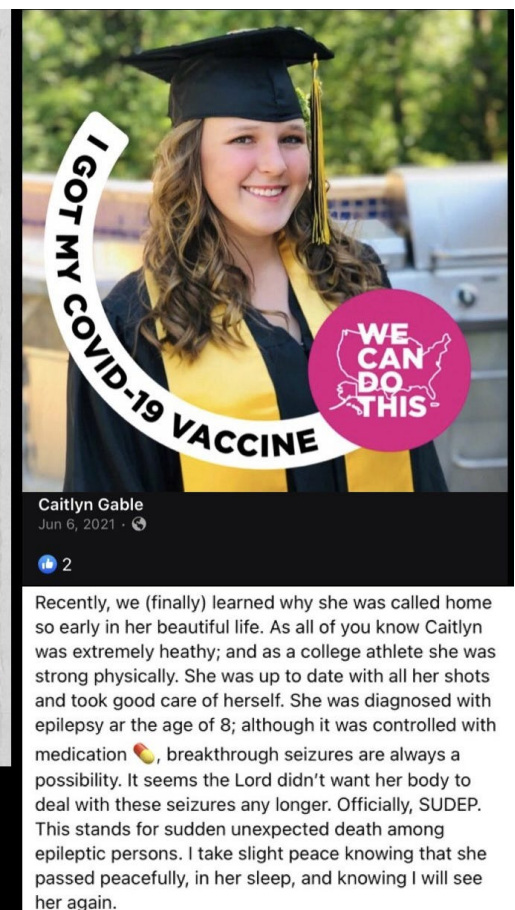 I GOT MY COVID-19 VACCINE
WE
CAN
DO
THIS
Caitlyn Gable
Jun 6, 2021 ·
2
Recently, we (finally) learned why she was called home
so early in her beautiful life. As all of you know Caitlyn
was extremely heathy; and as a college athlete she was
strong physically. She was up to date with all her shots
and took good care of herself. She was diagnosed with
epilepsy ar the age of 8; although it was controlled with
medication 💊, breakthrough seizures are always a
possibility. It seems the Lord didn’t want her body to
deal with these seizures any longer. Officially, SUDEP.
This stands for sudden unexpected death among
epileptic persons. I take slight peace knowing that she
passed peacefully, in her sleep, and knowing I will see
her again.